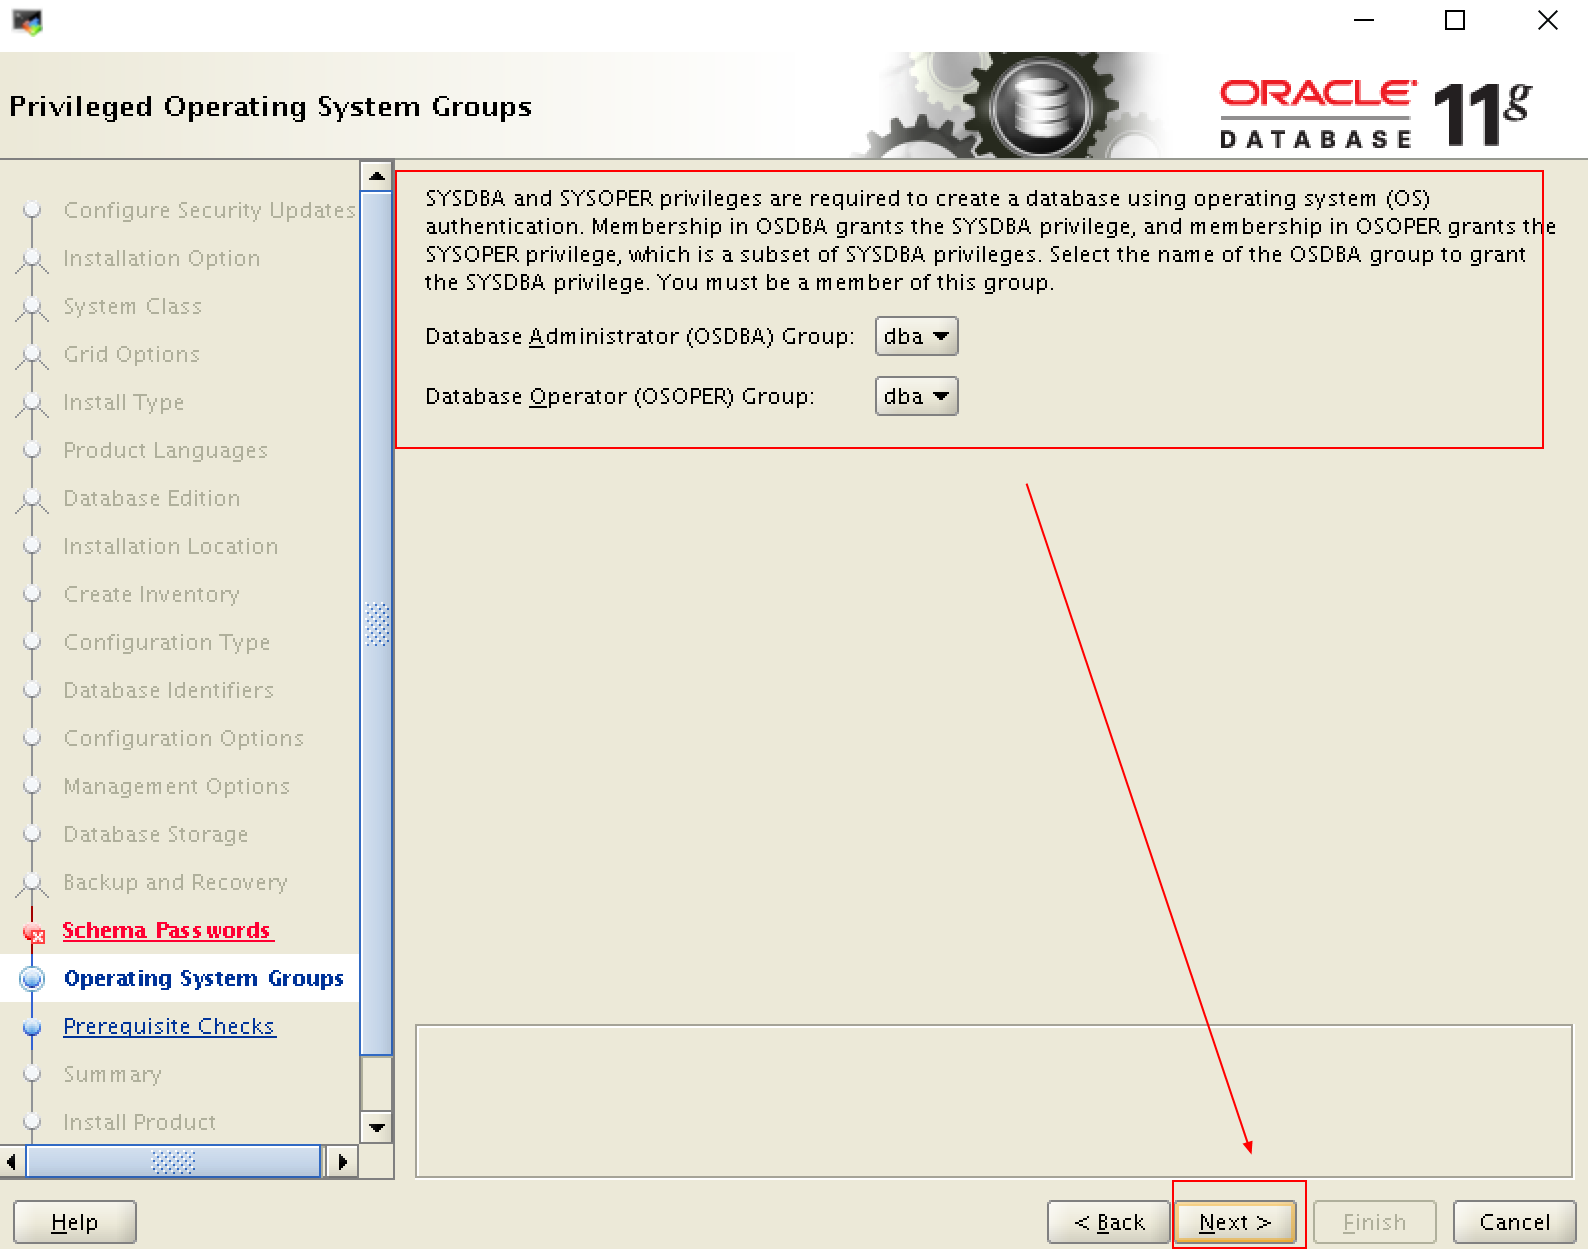 Privileged Operating System Groups
ORACLE
DATABASE
11g
Configure Security Updates
Installation Option
System Class
Grid Options
Install Type
Product Languages
Database Edition
Installation Location
Create Inventory
Configuration Type
Database Identifiers
Configuration Options
Management Options
Database Storage
Backup and Recovery
Schema Passwords
Operating System Groups
Prerequisite Checks
Summary
Install Product
SYSDBA and SYSOPER privileges are required to create a database using operating system (OS)
authentication. Membership in OSDBA grants the SYSDBA privilege, and membership in OSOPER grants the
SYSOPER privilege, which is a subset of SYSDBA privileges. Select the name of the OSDBA group to grant
the SYSDBA privilege. You must be a member of this group.
Database Administrator (OSDBA) Group: dba
Database Operator (OSOPER) Group: dba
Help
< Back
Next >
Finish
Cancel